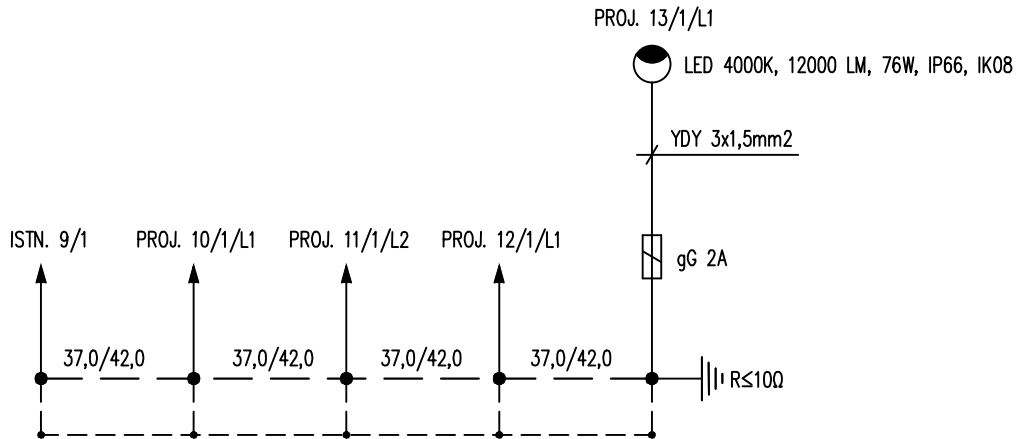 PROJ. 13/1/L1
LED 4000K, 12000 LM, 76W, IP66, IK08
YDY 3x1,5mm2
ISTN. 9/1
PROJ. 10/1/L1
PROJ. 11/1/L2
PROJ. 12/1/L1
gG 2A
37,0/42,0
37,0/42,0
37,0/42,0
37,0/42,0
R≤10Ω